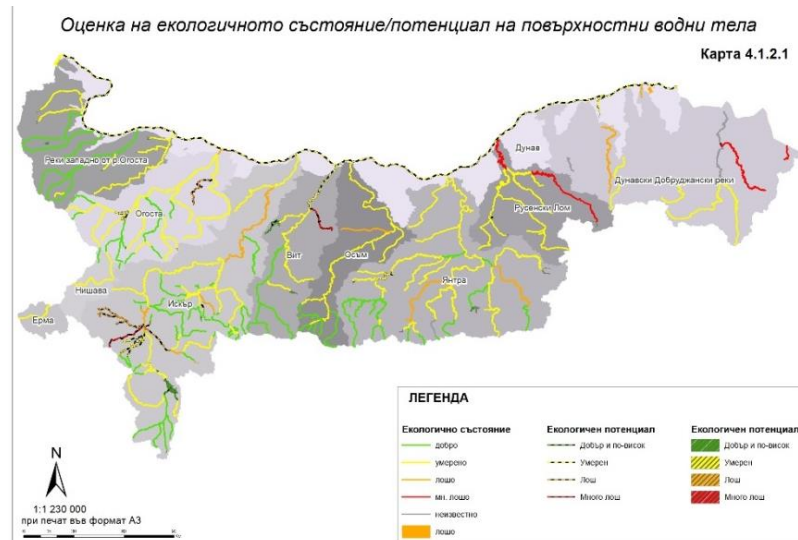 Оценка на екологичното състояние/потенциал на повърхностни водни тела
Карта 4.1.2.1
Дунав
Реки западно от р.Огоста
Дунавски Добруджански реки
Огоста
Русенски Лом
Вит
Осъм
Янтра
Нишава
Искър
Ерма
ЛЕГЕНДА
Екологично състояние
добро
умерено
лошо
мн. лошо
неизвестно
лошо
Екологичен потенциал
Добър и по-висок
Умерен
Лош
Много лош
Екологичен потенциал
Добър и по-висок
Умерен
Лош
Много лош
N
1:1 230 000
при печат във формат А3